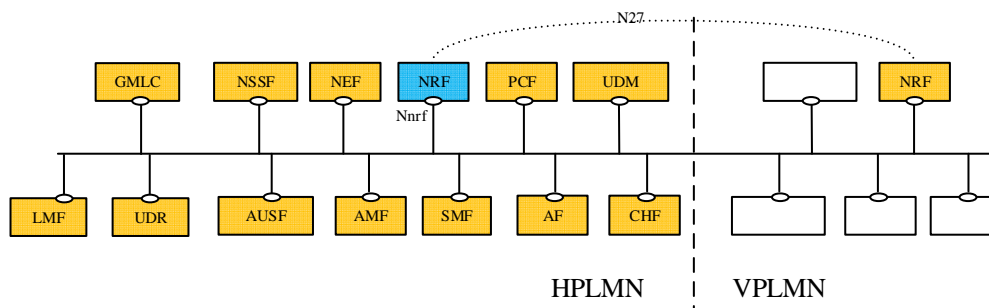 N27
GMLC NSSF NEF NRF PCF UDM NRF
Nnrf
LMF UDR AUSF AMF SMF AF CHF
HPLMN VPLMN